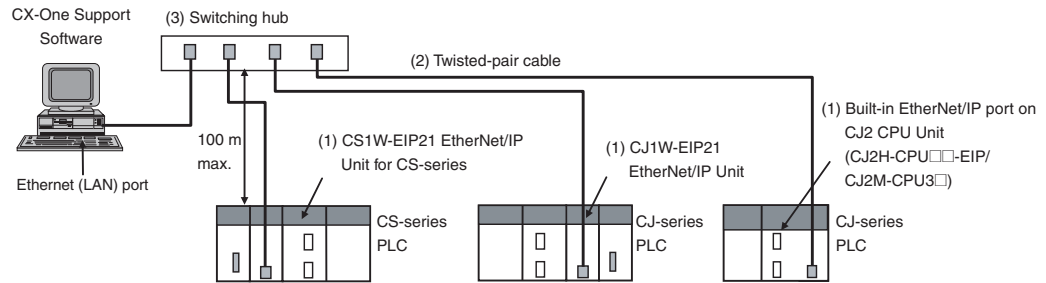 CX-One Support
Software
(3) Switching hub
(2) Twisted-pair cable
100 m
max.
Ethernet (LAN) port
(1) CS1W-EIP21 EtherNet/IP
Unit for CS-series
(1) CJ1W-EIP21
EtherNet/IP Unit
(1) Built-in EtherNet/IP port on
CJ2 CPU Unit
(CJ2H-CPU□□-EIP/
CJ2M-CPU3□)
CS-series
PLC
CJ-series
PLC
CJ-series
PLC